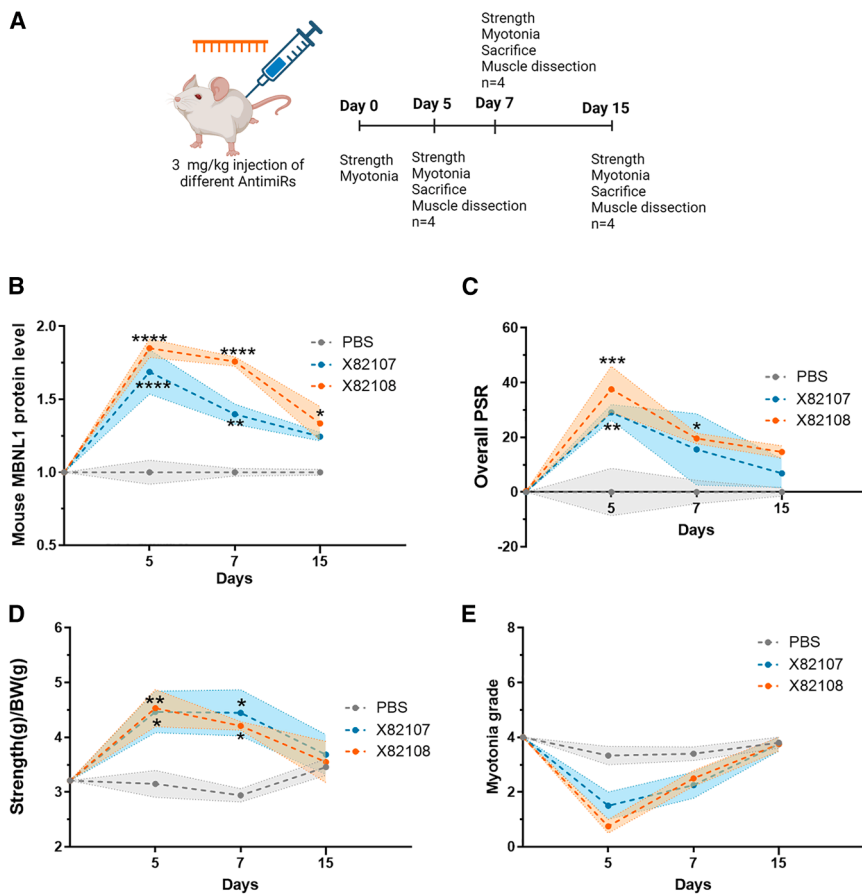 A
3 mg/kg injection of
different AntimiRs
Strength
Myotonia
Sacrifice
Muscle dissection
n=4
Day 0
Day 5
Day 7
Day 15
Strength
Myotonia
Strength
Myotonia
Sacrifice
Muscle dissection
n=4
Strength
Myotonia
Sacrifice
Muscle dissection
n=4
B
Mouse MBNL1 protein level
2.0
1.5
1.0
0.5
****
****
****
**
*
5
7
15
Days
PBS
X82107
X82108
C
Overall PSR
60
40
20
0
-20
***
**
*
5
7
15
Days
PBS
X82107
X82108
D
Strength(g)/BW(g)
6
5
4
3
2
**
*
*
*
5
7
15
Days
PBS
X82107
X82108
E
Myotonia grade
8
6
4
2
0
5
7
15
Days
PBS
X82107
X82108